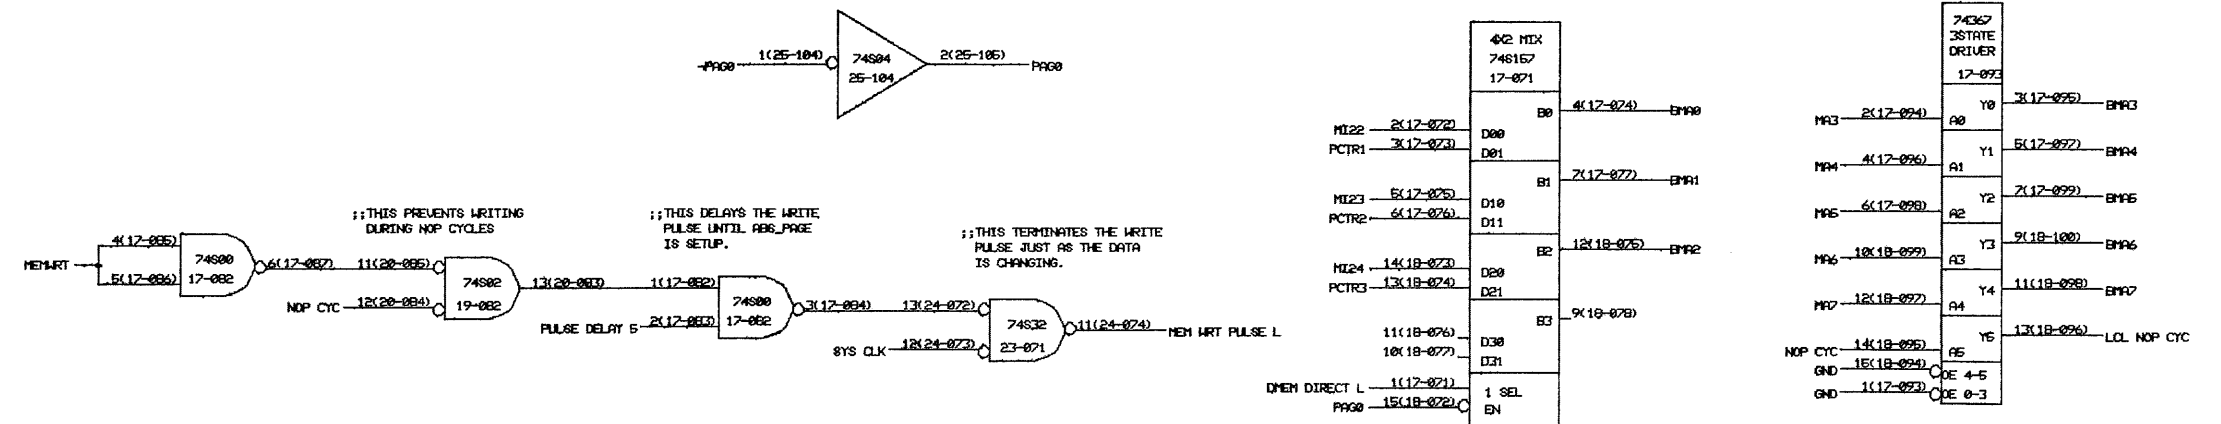 ¬PAG0
1(25-104)
74S04
25-104
2(25-105)
PAG0
;;THIS PREVENTS WRITING
DURING NOP CYCLES
;;THIS DELAYS THE WRITE
PULSE UNTIL ABS_PAGE
IS SETUP.
;;THIS TERMINATES THE WRITE
PULSE JUST AS THE DATA
IS CHANGING.
MEMWRT
4(17-085)
5(17-086)
74S00
17-082
6(17-087)
11(20-085)
NOP CYC
12(20-084)
74S02
19-082
13(20-083)
1(17-082)
PULSE DELAY 5
2(17-083)
74S00
17-082
3(17-084)
13(24-072)
SYS CLK
12(24-073)
74S32
23-071
11(24-074)
MEM WRT PULSE L
4X2 MIX
74S157
17-071
MI22
2(17-072)
D00
PCTR1
3(17-073)
D01
B0
4(17-074)
BMA0
MI23
5(17-075)
D10
PCTR2
6(17-076)
D11
B1
7(17-077)
BMA1
MI24
14(18-073)
D20
PCTR3
13(18-074)
D21
B2
12(18-075)
BMA2
11(18-076)
D30
10(18-077)
D31
B3
9(18-078)
DMEM DIRECT L
1(17-071)
1 SEL
PAG0
15(18-072)
EN
74367
3STATE
DRIVER
17-093
MA3
2(17-094)
A0
Y0
3(17-095)
BMA3
MA4
4(17-096)
A1
Y1
5(17-097)
BMA4
MA5
6(17-098)
A2
Y2
7(17-099)
BMA5
MA6
10(18-099)
A3
Y3
9(18-100)
BMA6
MA7
12(18-097)
A4
Y4
11(18-098)
BMA7
NOP CYC
14(18-095)
A5
Y5
13(18-096)
LCL NOP CYC
GND
15(18-094)
OE 4-5
GND
1(17-093)
OE 0-3